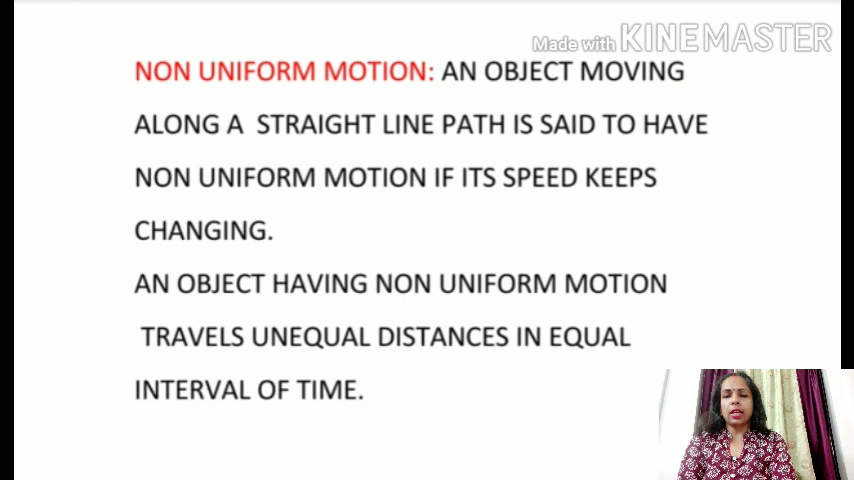 Made with KINEMASTER
NON UNIFORM MOTION: AN OBJECT MOVING
ALONG A STRAIGHT LINE PATH IS SAID TO HAVE
NON UNIFORM MOTION IF ITS SPEED KEEPS
CHANGING.
AN OBJECT HAVING NON UNIFORM MOTION
TRAVELS UNEQUAL DISTANCES IN EQUAL
INTERVAL OF TIME.